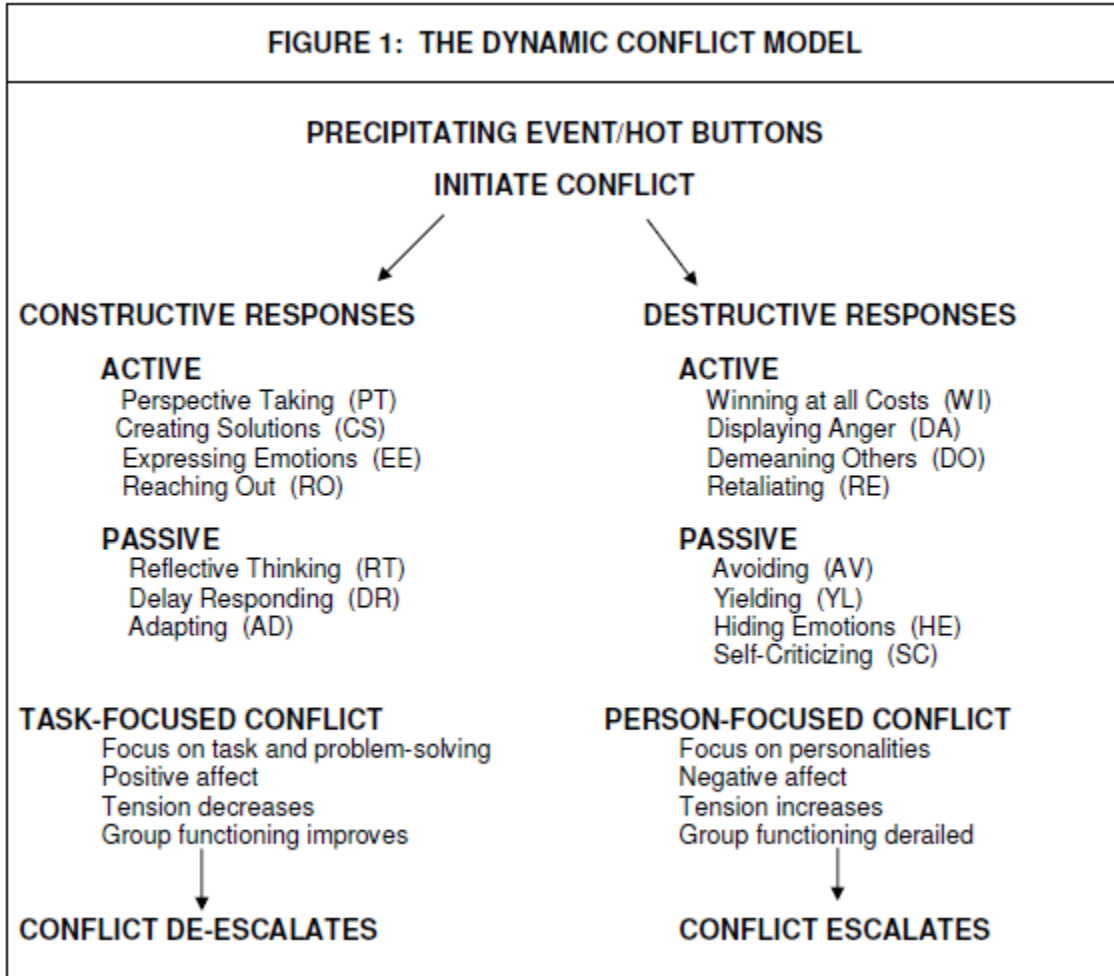 FIGURE 1: THE DYNAMIC CONFLICT MODEL
PRECIPITATING EVENT/HOT BUTTONS
INITIATE CONFLICT
CONSTRUCTIVE RESPONSES
ACTIVE
Perspective Taking (PT)
Creating Solutions (CS)
Expressing Emotions (EE)
Reaching Out (RO)
PASSIVE
Reflective Thinking (RT)
Delay Responding (DR)
Adapting (AD)
TASK-FOCUSED CONFLICT
Focus on task and problem-solving
Positive affect
Tension decreases
Group functioning improves
CONFLICT DE-ESCALATES
DESTRUCTIVE RESPONSES
ACTIVE
Winning at all Costs (WI)
Displaying Anger (DA)
Demeaning Others (DO)
Retaliating (RE)
PASSIVE
Avoiding (AV)
Yielding (YL)
Hiding Emotions (HE)
Self-Criticizing (SC)
PERSON-FOCUSED CONFLICT
Focus on personalities
Negative affect
Tension increases
Group functioning derailed
CONFLICT ESCALATES